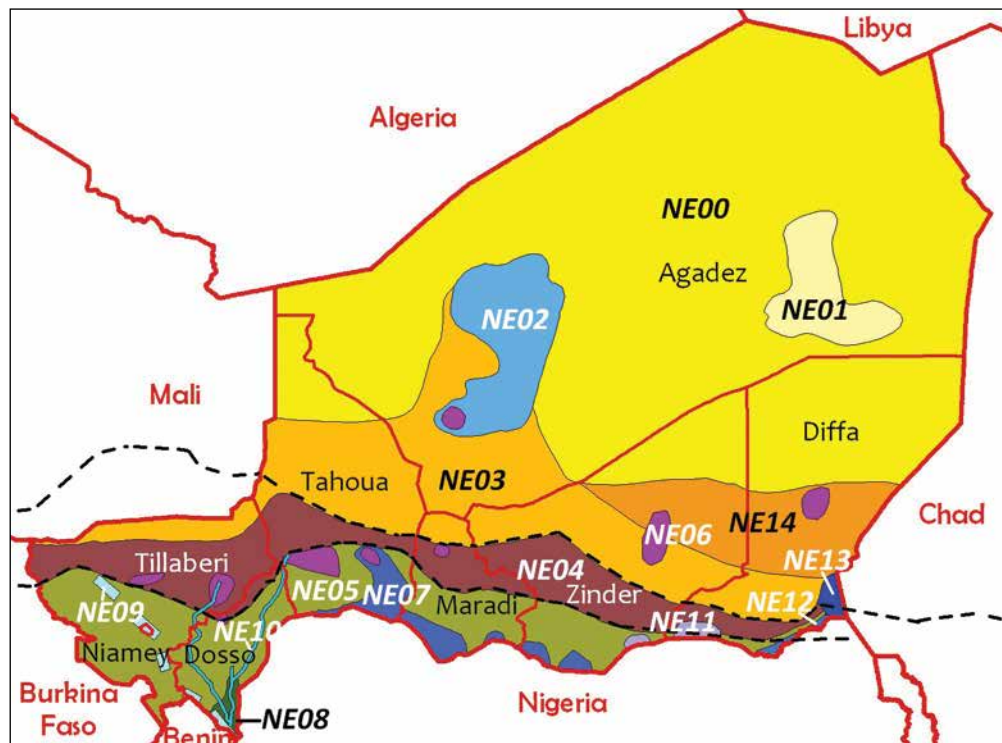 Libya
Algeria
NE00
Agadez
NE02
NE01
Mali
Diffa
Tahoua
NE03
NE06
NE14
Chad
Tillaberi
NE13
NE04
NE05
NE07
Zinder
Maradi
NE12
NE09
NE10
NE11
Niamey
Dosso
Burkina
Faso
Nigeria
NE08
Benin